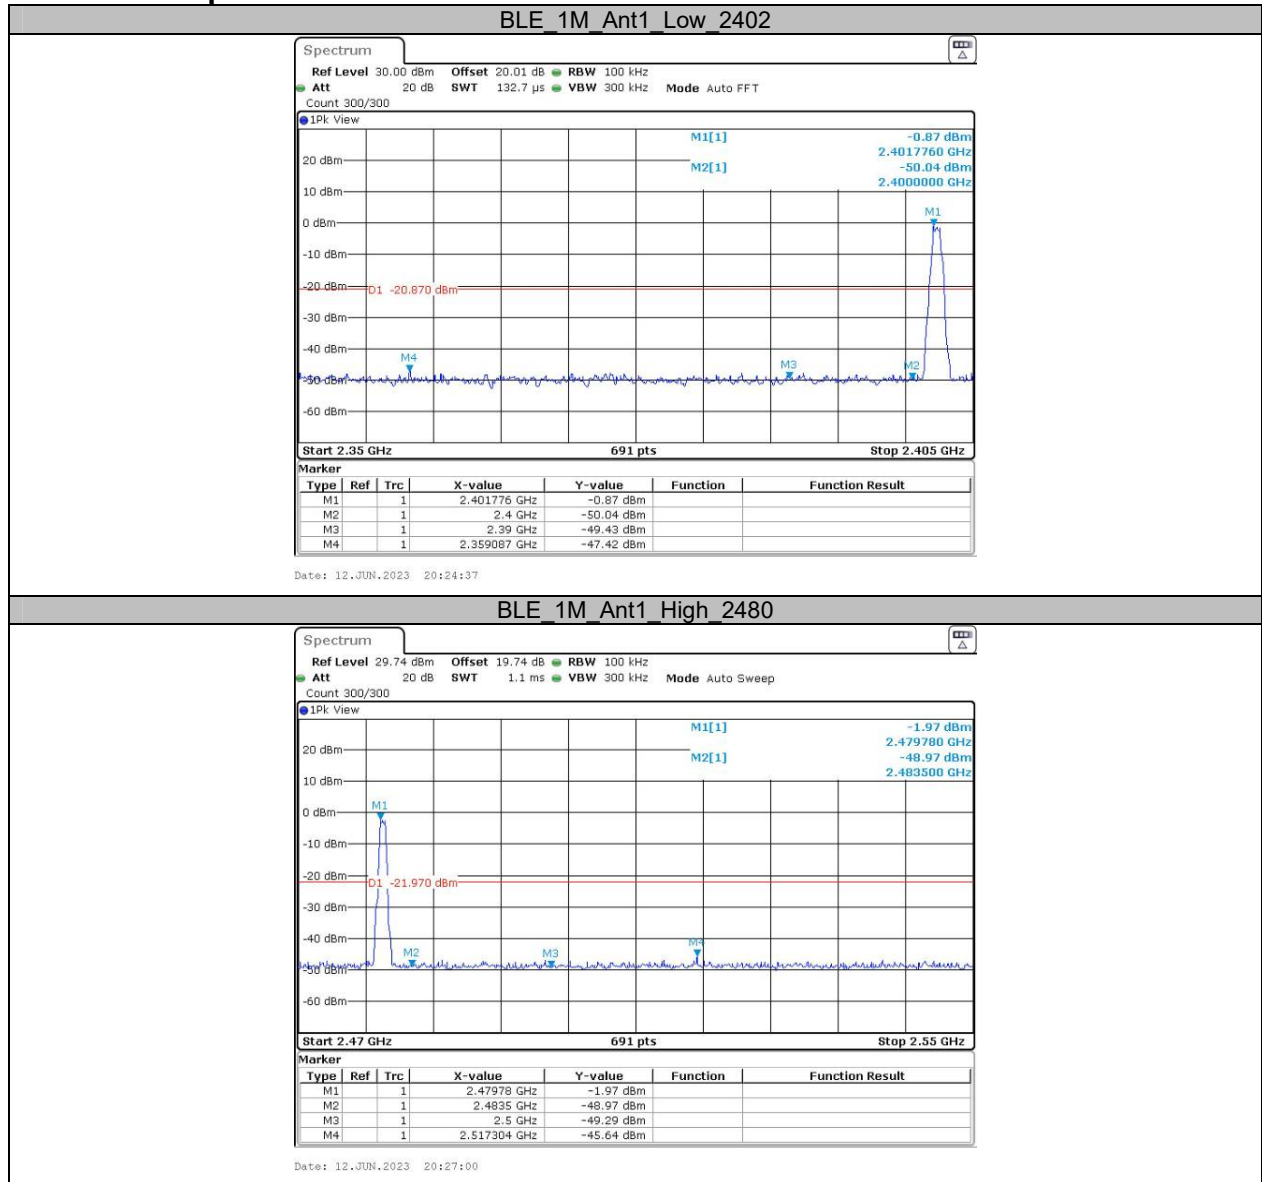 BLE_1M_Ant1_Low_2402
Spectrum
Ref Level 30.00 dBm Offset 20.01 dB RBW 100 kHz
Att 20 dB SWT 132.7 µs VBW 300 kHz Mode Auto FFT
Count 300/300
1Pk View
M1[1] -0.87 dBm
2.4017760 GHz
20 dBm
M2[1] -50.04 dBm
2.4000000 GHz
10 dBm
M1
0 dBm
-10 dBm
-20 dBm
D1 -20.870 dBm
-30 dBm
-40 dBm
M4 M3 M2
-50 dBm
-60 dBm
Start 2.35 GHz 691 pts Stop 2.405 GHz
Marker
Type Ref Trc X-value Y-value Function Function Result
M1 1 2.401776 GHz -0.87 dBm
M2 1 2.4 GHz -50.04 dBm
M3 1 2.39 GHz -49.43 dBm
M4 1 2.359087 GHz -47.42 dBm
Date: 12.JUN.2023 20:24:37
BLE_1M_Ant1_High_2480
Spectrum
Ref Level 29.74 dBm Offset 19.74 dB RBW 100 kHz
Att 20 dB SWT 1.1 ms VBW 300 kHz Mode Auto Sweep
Count 300/300
1Pk View
M1[1] -1.97 dBm
2.479780 GHz
20 dBm
M2[1] -48.97 dBm
2.483500 GHz
10 dBm
M1
0 dBm
-10 dBm
-20 dBm
D1 -21.970 dBm
-30 dBm
-40 dBm
M2 M3 M4
-50 dBm
-60 dBm
Start 2.47 GHz 691 pts Stop 2.55 GHz
Marker
Type Ref Trc X-value Y-value Function Function Result
M1 1 2.47978 GHz -1.97 dBm
M2 1 2.4835 GHz -48.97 dBm
M3 1 2.5 GHz -49.29 dBm
M4 1 2.517304 GHz -45.64 dBm
Date: 12.JUN.2023 20:27:00